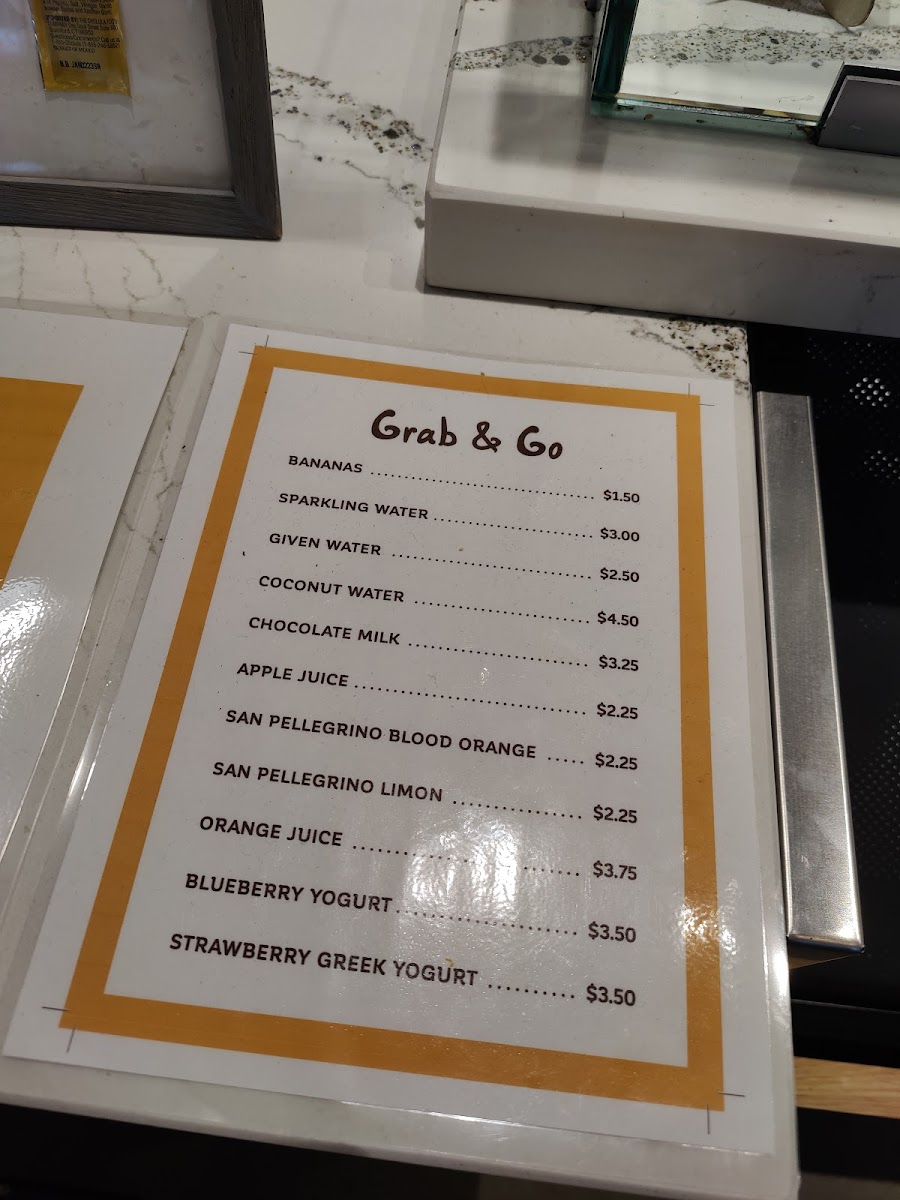 N.B. JAN022023
Grab & Go
BANANAS .......................... $1.50
SPARKLING WATER .................... $3.00
GIVEN WATER ......................... $2.50
COCONUT WATER ..................... $4.50
CHOCOLATE MILK ..................... $3.25
APPLE JUICE ........................... $2.25
SAN PELLEGRINO BLOOD ORANGE ..... $2.25
SAN PELLEGRINO LIMON ................ $2.25
ORANGE JUICE ......................... $3.75
BLUEBERRY YOGURT .................... $3.50
STRAWBERRY GREEK YOGURT .......... $3.50